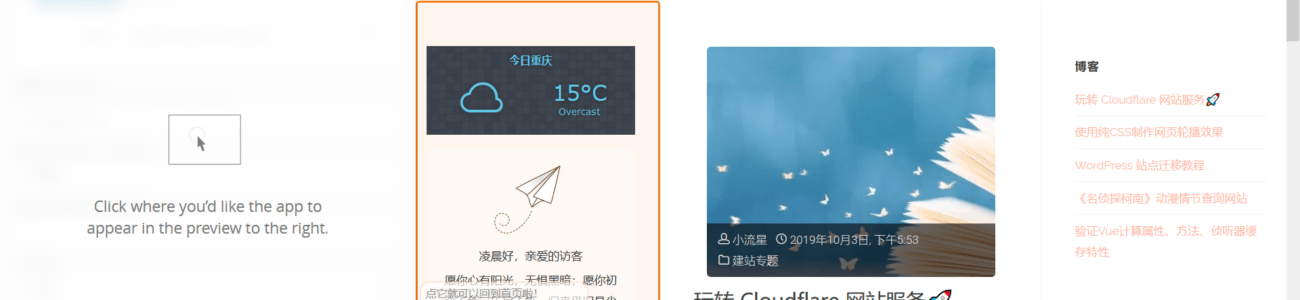 Click where you'd like the app to
appear in the preview to the right.
今日重庆
15°C
Overcast
凌晨好，亲爱的访客
愿你心有阳光，无惧黑暗；愿你初
点它就可以回到首页啦！
小流星 2019年10月3日, 下午5:53
建站专题
玩转 Cloudflare 网站服务🚀
博客
玩转 Cloudflare 网站服务🚀
使用纯CSS制作网页轮播效果
WordPress 站点迁移教程
《名侦探柯南》动漫情节查询网站
验证Vue计算属性、方法、侦听器缓
存特性